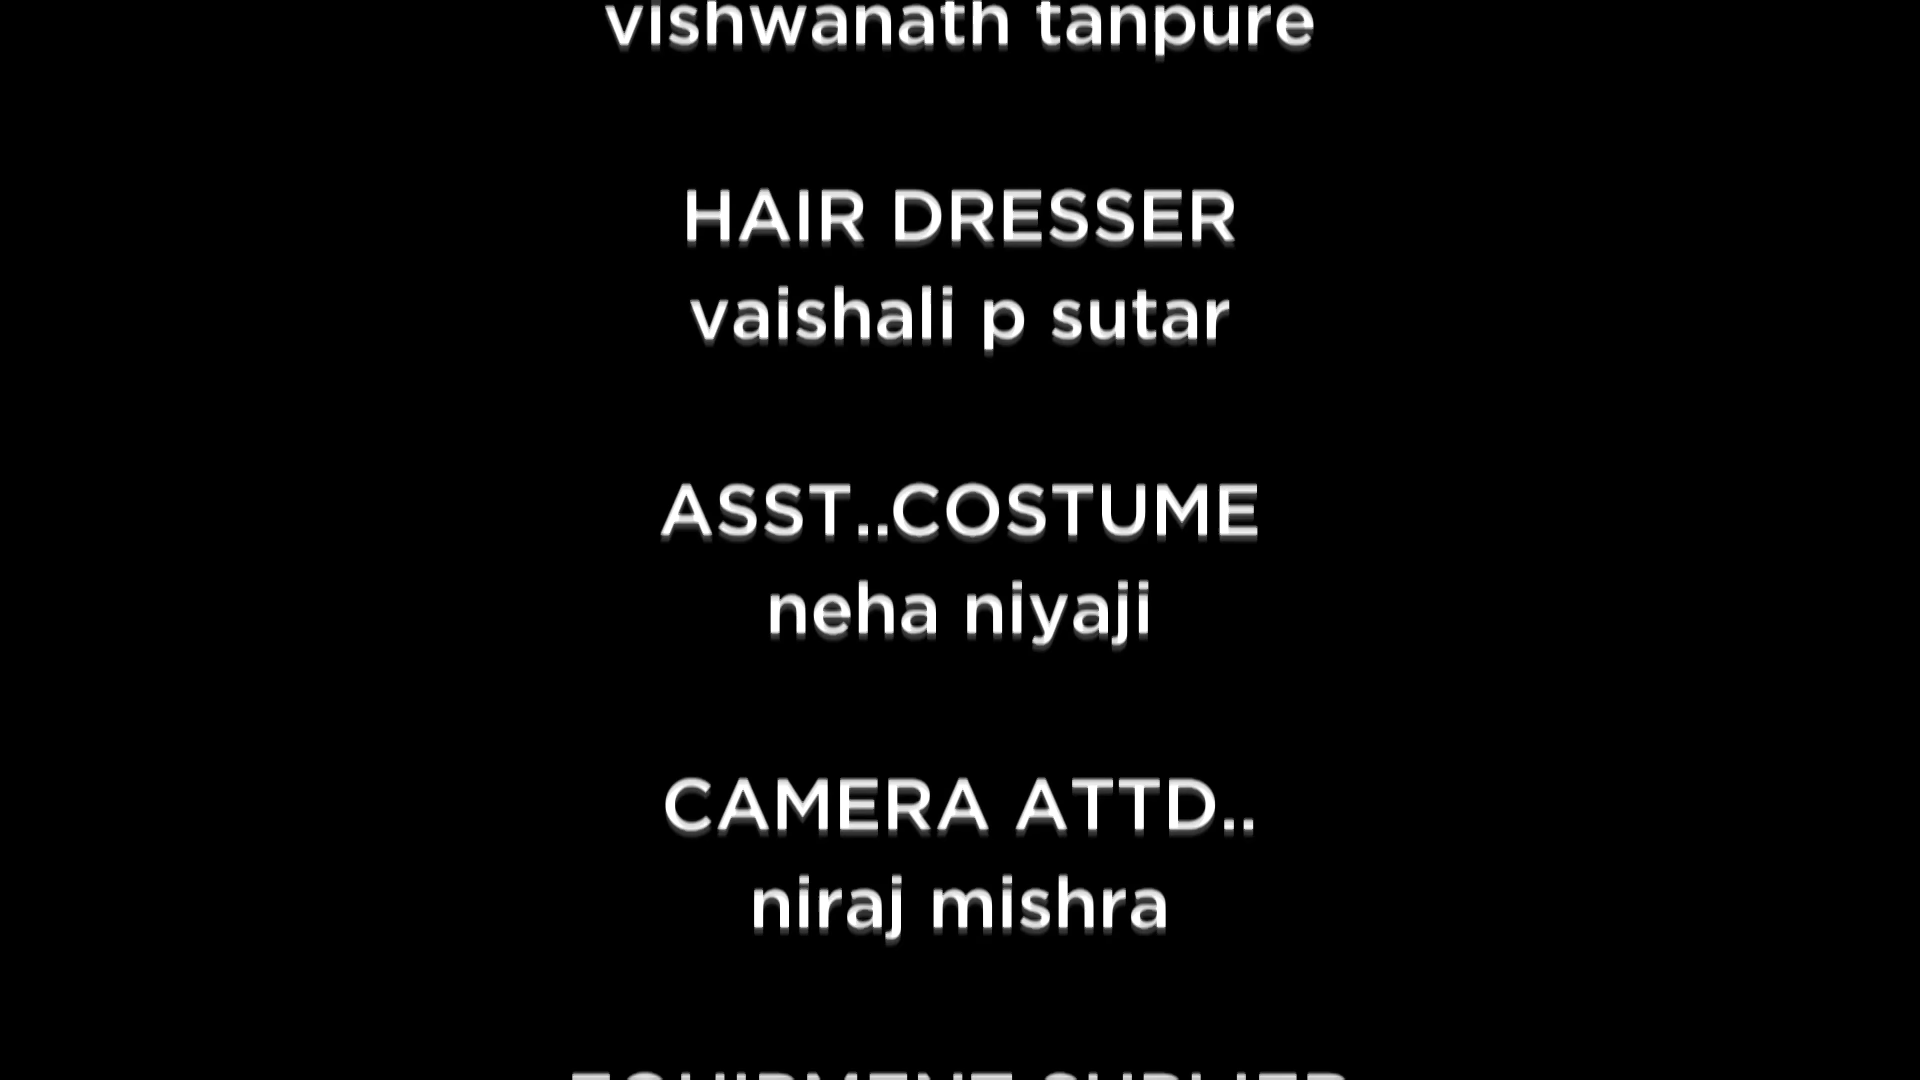 vishwanath tanpure
HAIR DRESSER
vaishali p sutar
ASST..COSTUME
neha niyaji
CAMERA ATTD..
niraj mishra